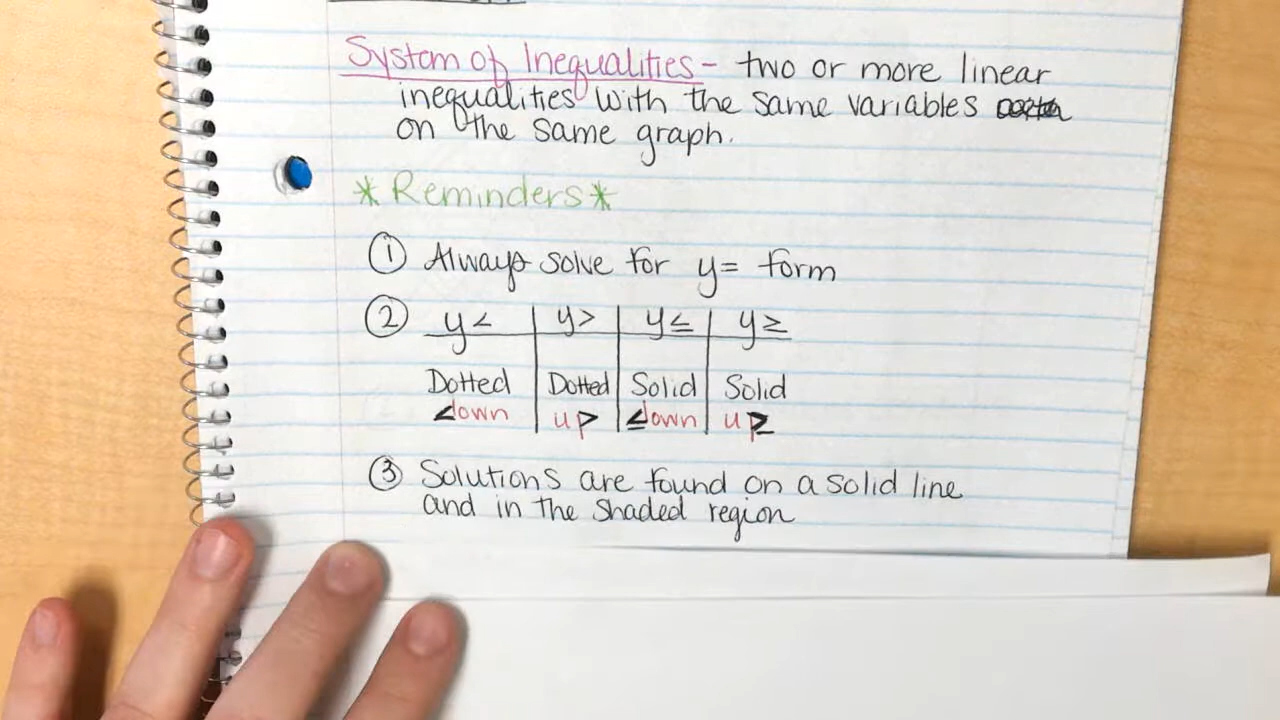 System of Inequalities - two or more linear
inequalities with the same variables
on the same graph.
*Reminders*
① Always solve for y= form
② y< y> y≤ y≥
Dotted Dotted Solid Solid
<own up> ≤own up≥
③ Solutions are found on a solid line
and in the shaded region